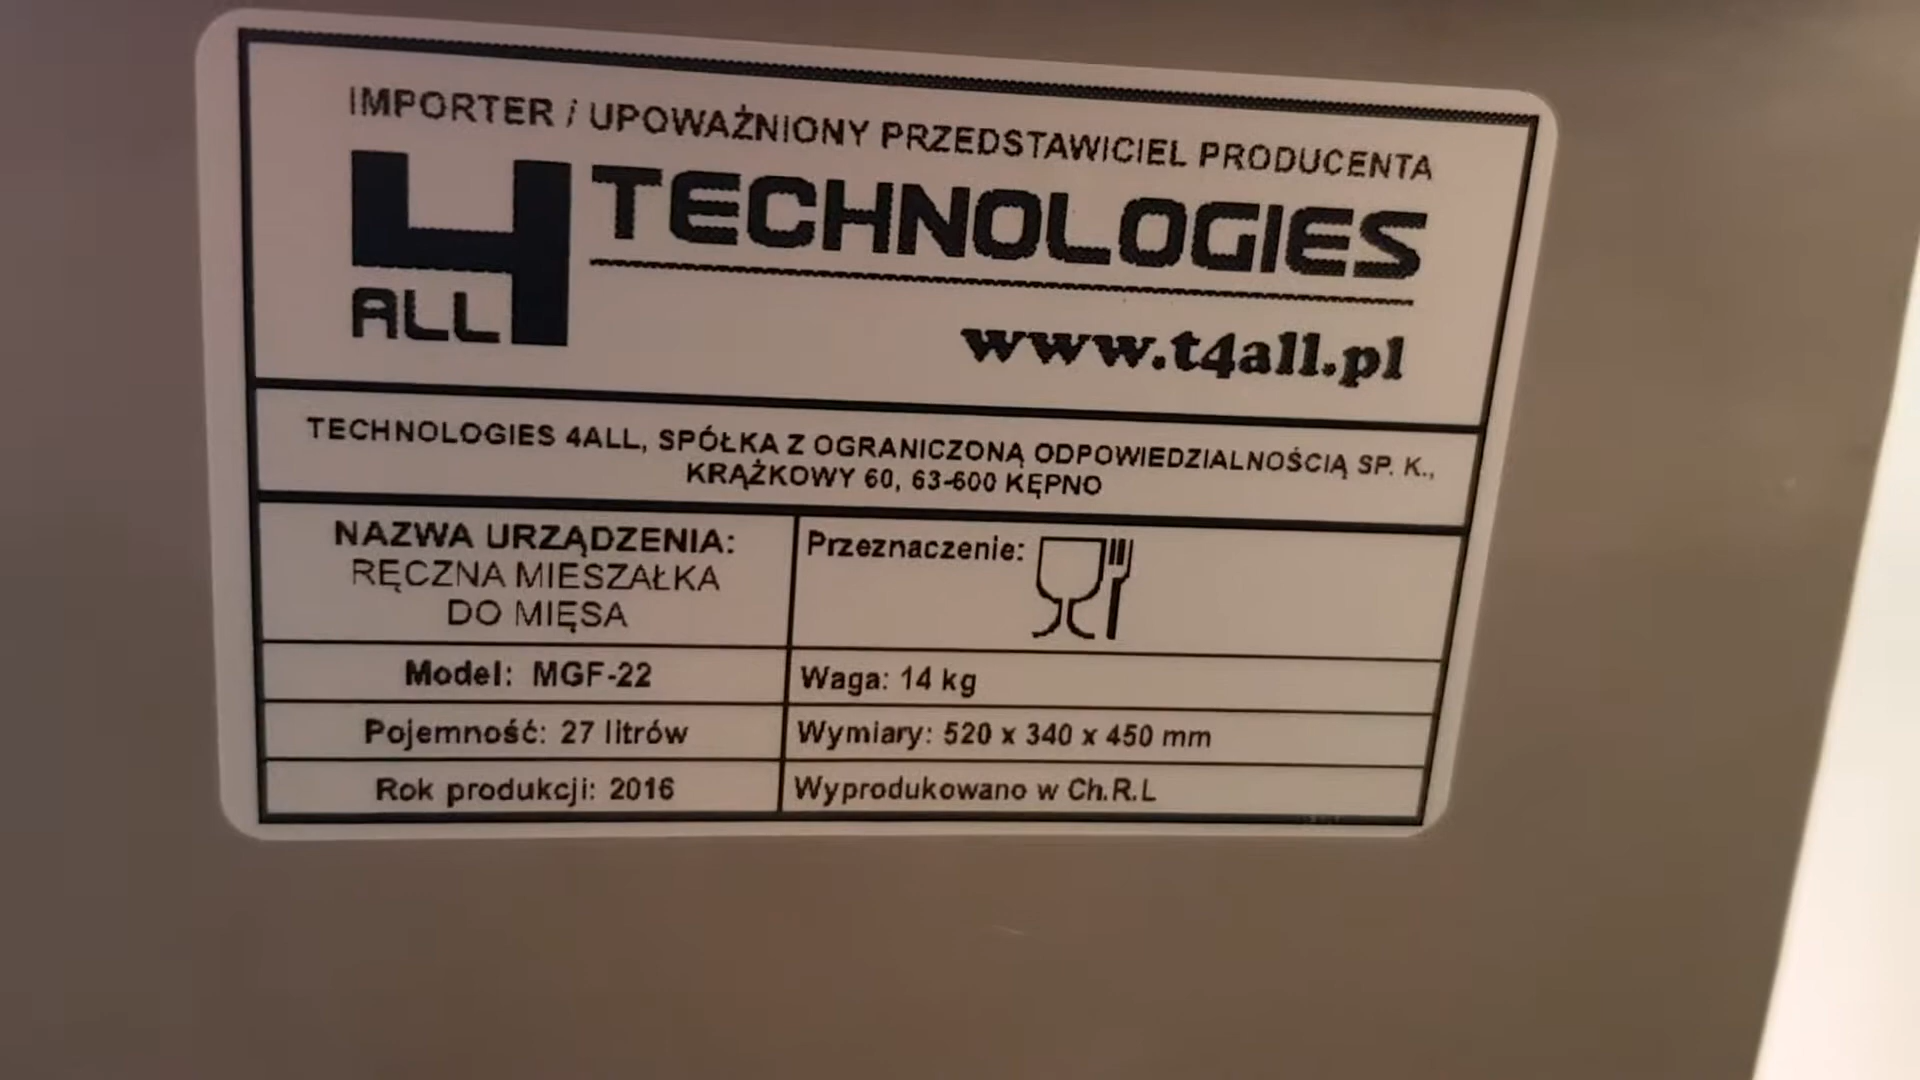 IMPORTER / UPOWAŻNIONY PRZEDSTAWICIEL PRODUCENTA
4ALL TECHNOLOGIES
www.t4all.pl
TECHNOLOGIES 4ALL, SPÓŁKA Z OGRANICZONĄ ODPOWIEDZIALNOŚCIĄ SP. K.,
KRĄŻKOWY 60, 63-600 KĘPNO
NAZWA URZĄDZENIA:
RĘCZNA MIESZAŁKA
DO MIĘSA
Przeznaczenie:
Model: MGF-22
Waga: 14 kg
Pojemność: 27 litrów
Wymiary: 520 x 340 x 450 mm
Rok produkcji: 2016
Wyprodukowano w Ch.R.L